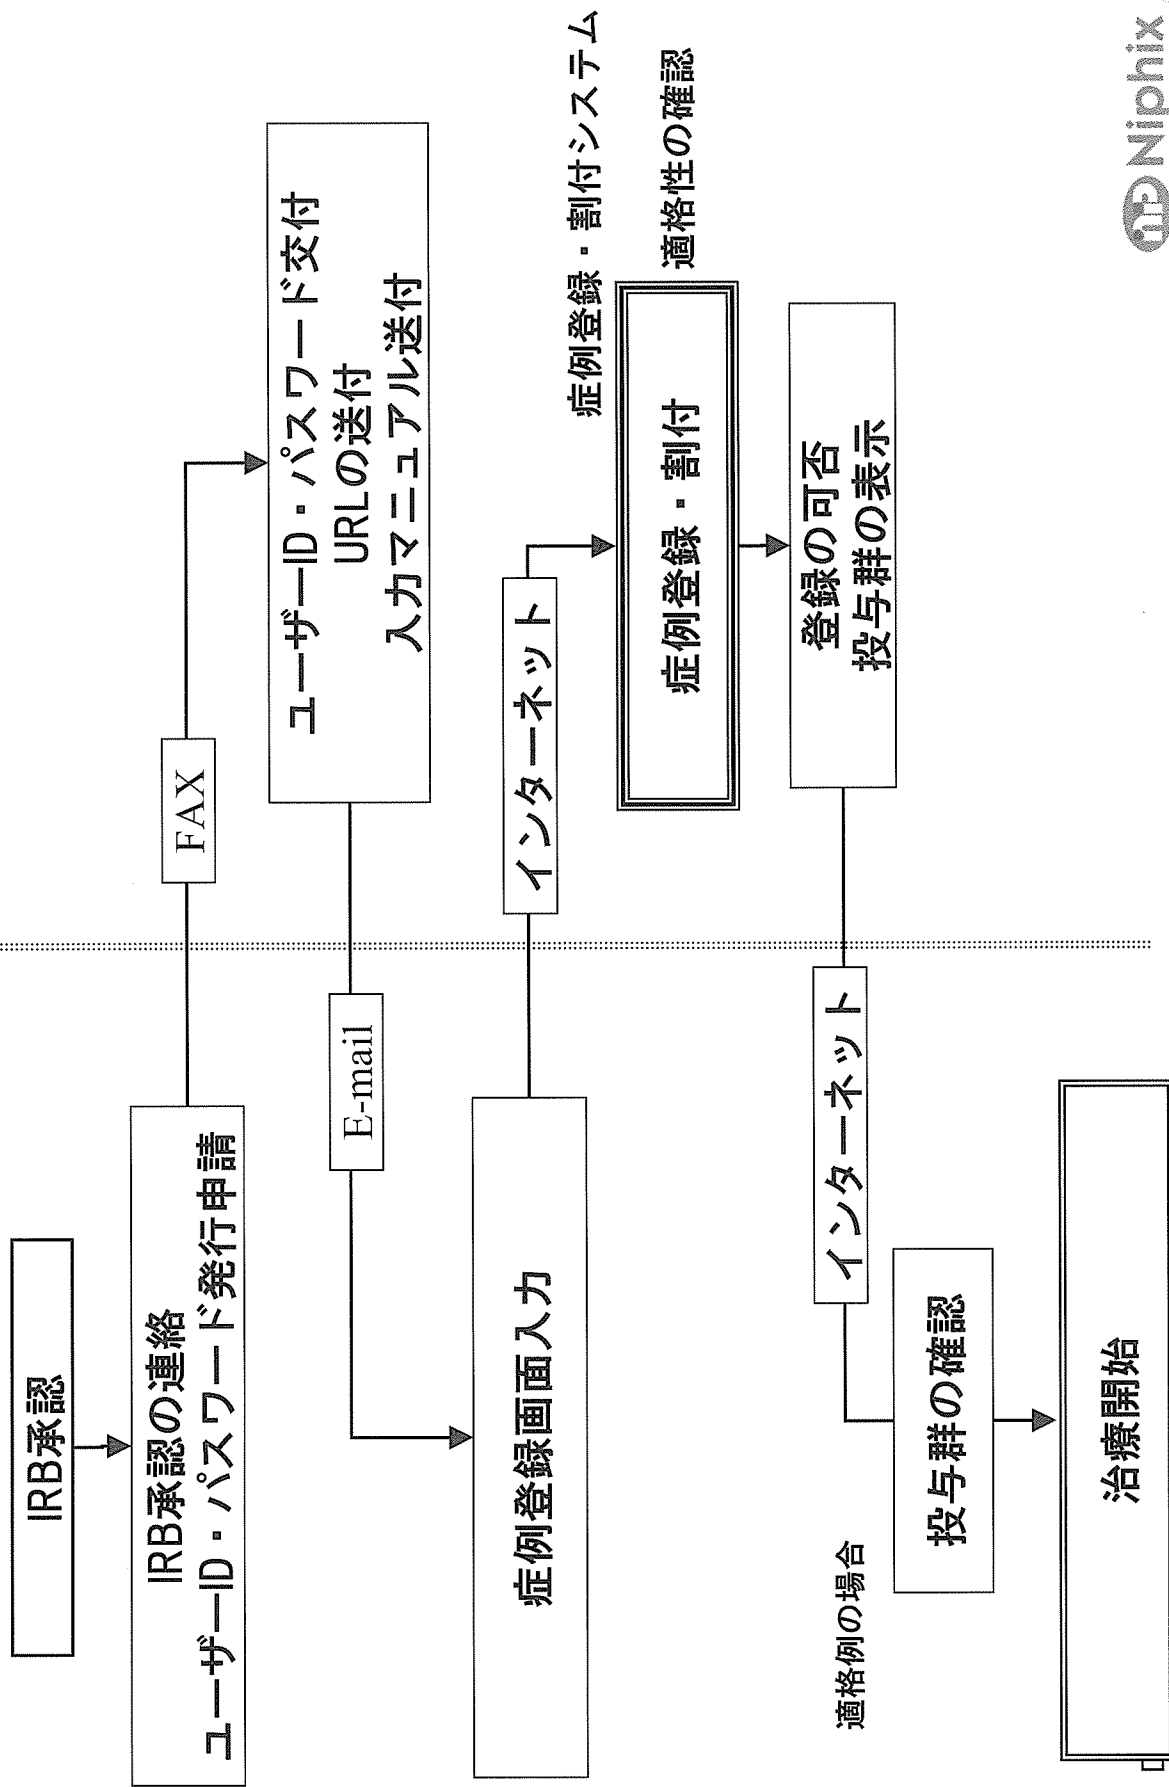 IRB承認
IRB承認の連絡
ユーザーID・パスワード発行申請
FAX
ユーザーID・パスワード交付
URLの送付
入力マニュアル送付
E-mail
症例登録画面入力
インターネット
症例登録・割付システム
症例登録・割付
適格性の確認
登録の可否
投与群の表示
インターネット
適格例の場合
投与群の確認
治療開始
Niphix